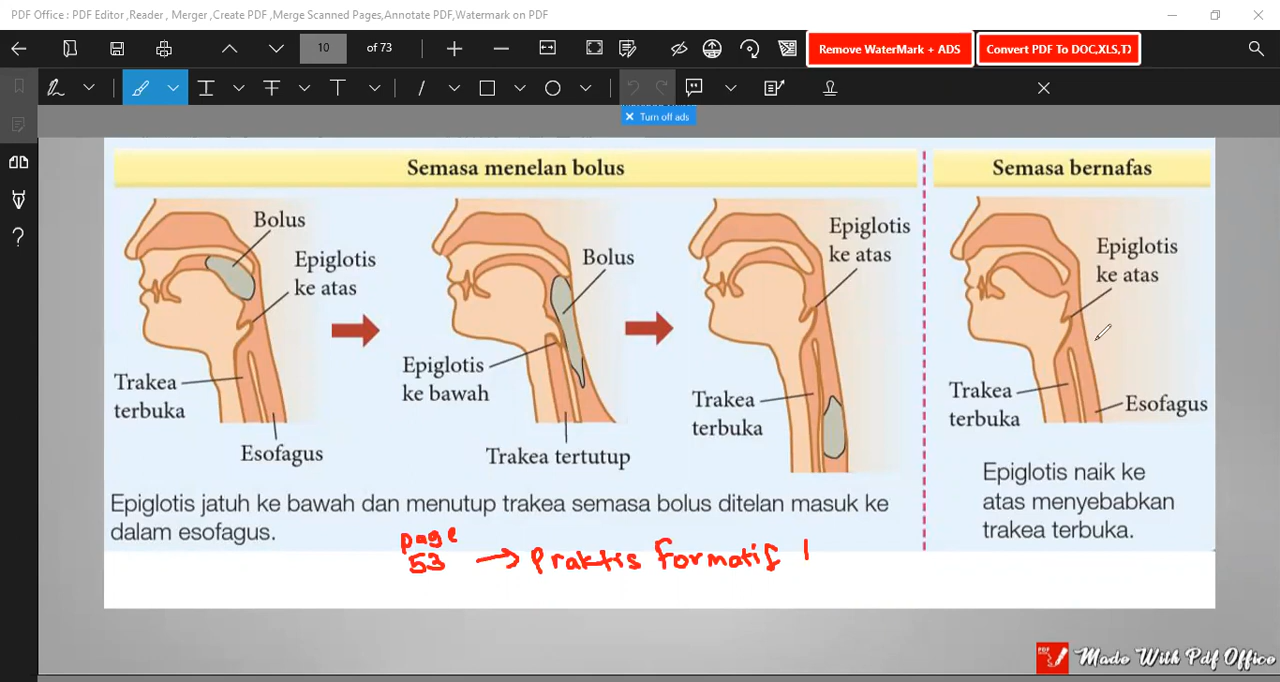 PDF Office : PDF Editor ,Reader , Merger ,Create PDF ,Merge Scanned Pages,Annotate PDF,Watermark on PDF
10 of 73
Remove WaterMark + ADS
Convert PDF To DOC,XLS,T
Turn off ads
Semasa menelan bolus
Bolus
Epiglotis
ke atas
Trakea
terbuka
Esofagus
Bolus
Epiglotis
ke bawah
Trakea tertutup
Epiglotis
ke atas
Trakea
terbuka
Epiglotis jatuh ke bawah dan menutup trakea semasa bolus ditelan masuk ke
dalam esofagus.
Semasa bernafas
Epiglotis
ke atas
Trakea
terbuka
Esofagus
Epiglotis naik ke
atas menyebabkan
trakea terbuka.
page
53 → Praktis Formatif 1
Made With Pdf Office